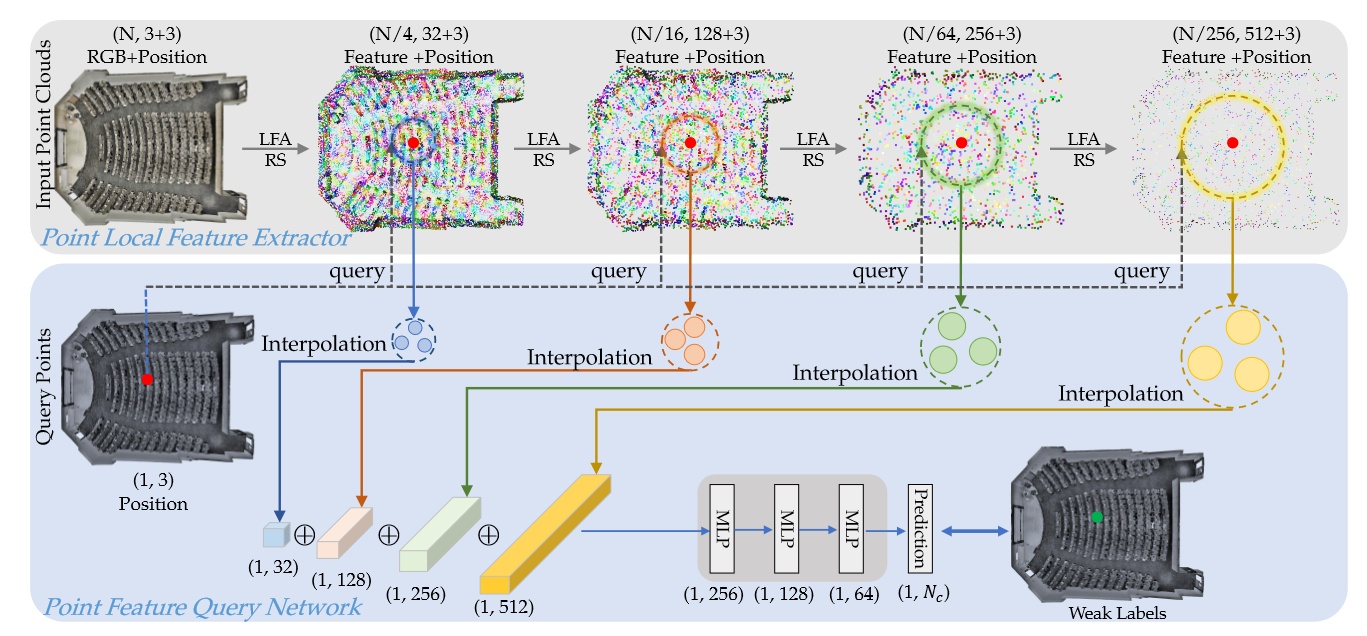 Input Point Clouds
(N, 3+3)
RGB+Position
LFA
RS
(N/4, 32+3)
Feature +Position
LFA
RS
(N/16, 128+3)
Feature +Position
LFA
RS
(N/64, 256+3)
Feature +Position
LFA
RS
(N/256, 512+3)
Feature +Position
Point Local Feature Extractor
query
query
query
query
Query Points
Interpolation
Interpolation
Interpolation
Interpolation
(1, 3)
Position
⊕
⊕
⊕
(1, 32)
(1, 128)
(1, 256)
(1, 512)
MLP
MLP
MLP
Prediction
(1, 256)
(1, 128)
(1, 64)
(1, N_c)
Weak Labels
Point Feature Query Network